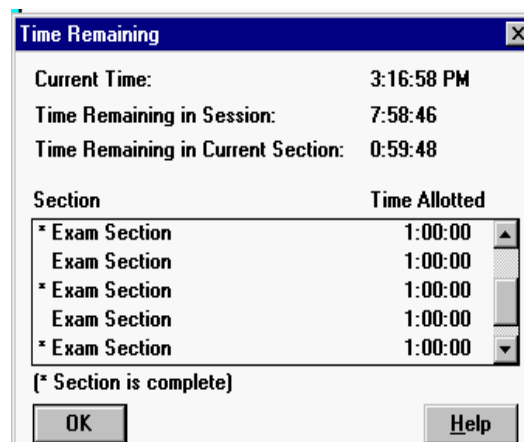 Time Remaining
Current Time: 3:16:58 PM
Time Remaining in Session: 7:58:46
Time Remaining in Current Section: 0:59:48
Section Time Allotted
* Exam Section 1:00:00
Exam Section 1:00:00
* Exam Section 1:00:00
Exam Section 1:00:00
* Exam Section 1:00:00
(* Section is complete)
OK Help